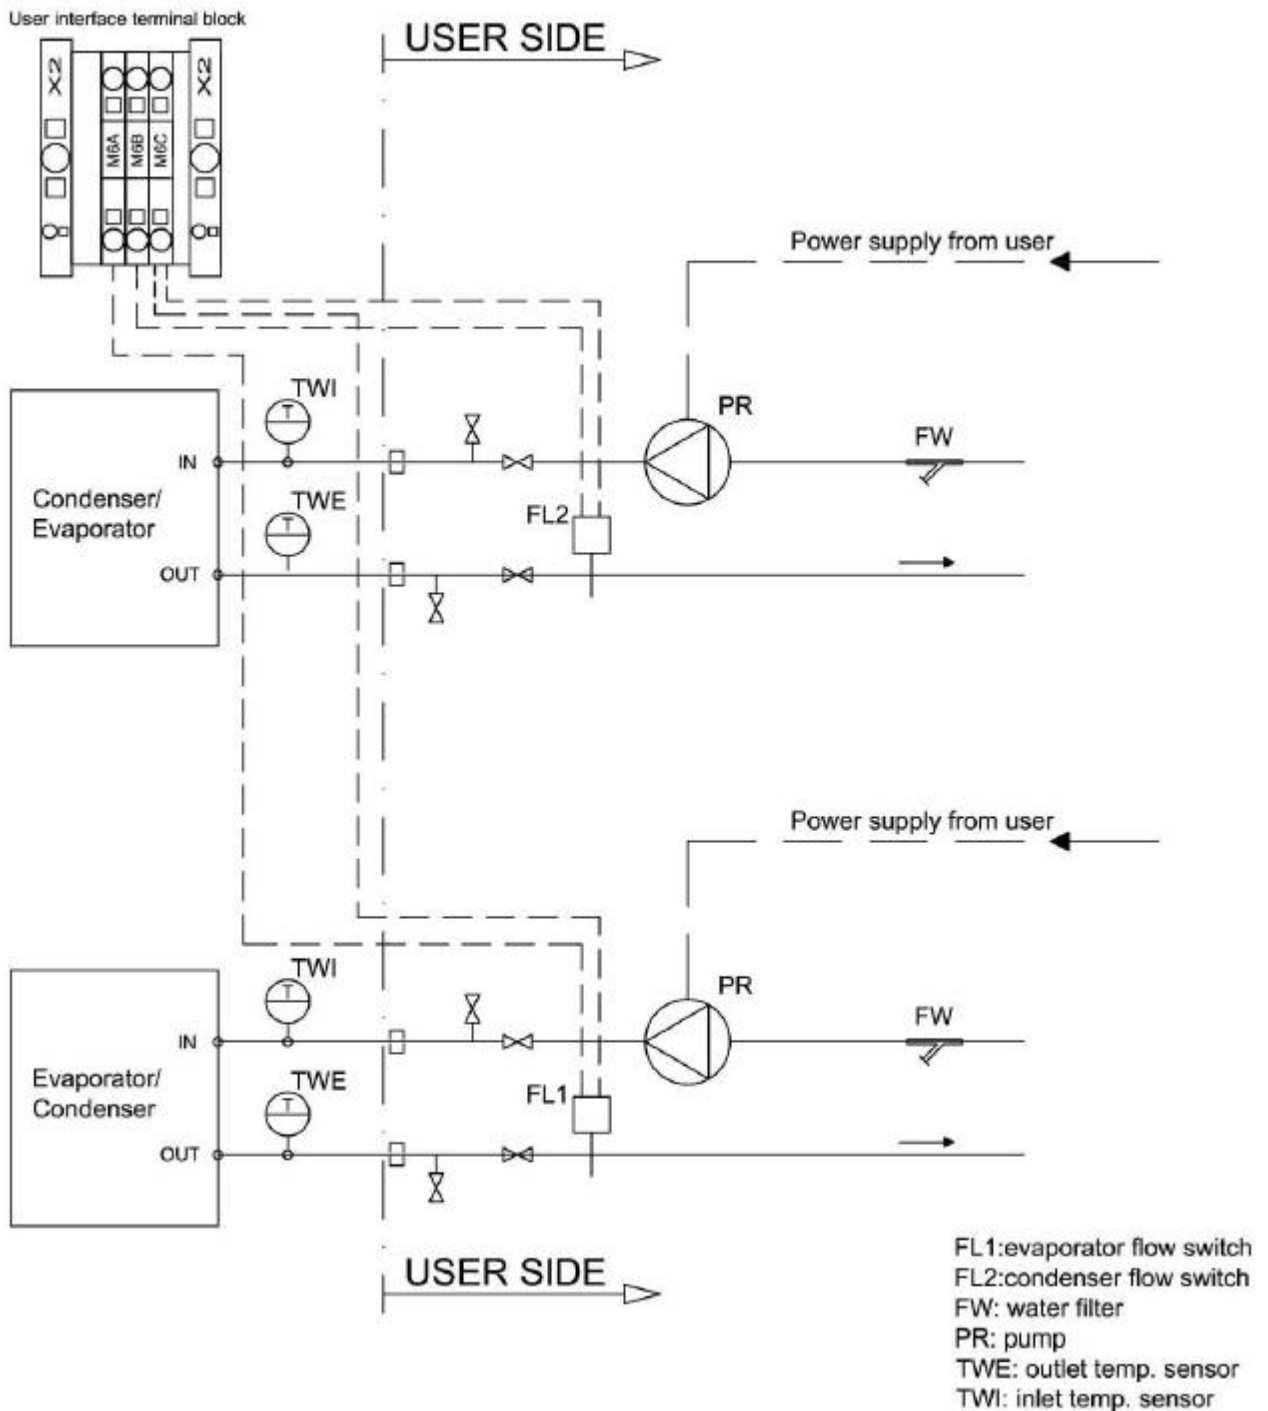 User interface terminal block
USER SIDE
X2
M6A
M6B
M6C
X2
Power supply from user
TWI
T
PR
FW
IN
Condenser/
Evaporator
TWE
T
FL2
OUT
Power supply from user
TWI
T
PR
FW
IN
Evaporator/
Condenser
TWE
T
FL1
OUT
USER SIDE
FL1:evaporator flow switch
FL2:condenser flow switch
FW: water filter
PR: pump
TWE: outlet temp. sensor
TWI: inlet temp. sensor